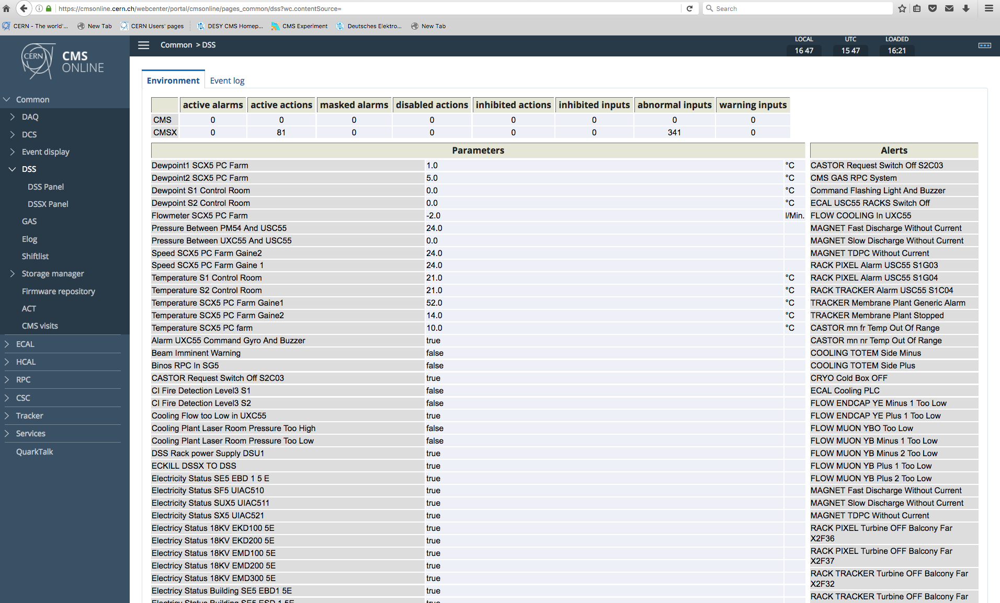 https://cmsonline.cern.ch/webcenter/portal/cmsonline/pages_common/dss?wc.contentSource=
Search
CERN - The world'...
New Tab
CERN Users' pages
DESY CMS Homep...
CMS Experiment
Deutsches Elektro...
New Tab
CERN
CMS
ONLINE
Common > DSS
LOCAL UTC LOADED
16 47 15 47 16:21
Common
DAQ
DCS
Event display
DSS
DSS Panel
DSSX Panel
GAS
Elog
Shiftlist
Storage manager
Firmware repository
ACT
CMS visits
ECAL
HCAL
RPC
CSC
Tracker
Services
QuarkTalk
Environment Event log
active alarms active actions masked alarms disabled actions inhibited actions inhibited inputs abnormal inputs warning inputs
CMS 0 0 0 0 0 0 0 0
CMSX 0 81 0 0 0 0 341 0
Parameters
Dewpoint1 SCX5 PC Farm 1.0 °C
Dewpoint2 SCX5 PC Farm 5.0 °C
Dewpoint S1 Control Room 0.0 °C
Dewpoint S2 Control Room 0.0 °C
Flowmeter SCX5 PC Farm -2.0 l/Min.
Pressure Between PM54 And USC55 24.0
Pressure Between UXC55 And USC55 0.0
Speed SCX5 PC Farm Gaine2 24.0
Speed SCX5 PC Farm Gaine 1 24.0
Temperature S1 Control Room 21.0 °C
Temperature S2 Control Room 21.0 °C
Temperature SCX5 PC Farm Gaine1 52.0 °C
Temperature SCX5 PC Farm Gaine2 14.0 °C
Temperature SCX5 PC farm 10.0 °C
Alarm UXC55 Command Gyro And Buzzer true
Beam Imminent Warning false
Binos RPC In SG5 false
CASTOR Request Switch Off S2C03 true
CI Fire Detection Level3 S1 false
CI Fire Detection Level3 S2 false
Cooling Flow too Low in UXC55 true
Cooling Plant Laser Room Pressure Too High false
Cooling Plant Laser Room Pressure Too Low false
DSS Rack power Supply DSU1 true
ECKILL DSSX TO DSS true
Electricity Status SE5 EBD 1 5 E true
Electricity Status SF5 UIAC510 true
Electricity Status SUX5 UIAC511 true
Electricity Status SX5 UIAC521 true
Electricy Status 18KV EKD100 5E true
Electricy Status 18KV EKD200 5E true
Electricy Status 18KV EMD100 5E true
Electricy Status 18KV EMD200 5E true
Electricy Status 18KV EMD300 5E true
Electricy Status Building SE5 EBD1 5E true
Electricy Status Building SE5 ESD 1 5E true
Alerts
CASTOR Request Switch Off S2C03
CMS GAS RPC System
Command Flashing Light And Buzzer
ECAL USC55 RACKS Switch Off
FLOW COOLING In UXC55
MAGNET Fast Discharge Without Current
MAGNET Slow Discharge Without Current
MAGNET TDPC Without Current
RACK PIXEL Alarm USC55 S1G03
RACK PIXEL Alarm USC55 S1G04
RACK TRACKER Alarm USC55 S1C04
TRACKER Membrane Plant Generic Alarm
TRACKER Membrane Plant Stopped
CASTOR mn fr Temp Out Of Range
CASTOR mn nr Temp Out Of Range
COOLING TOTEM Side Minus
COOLING TOTEM Side Plus
CRYO Cold Box OFF
ECAL Cooling PLC
FLOW ENDCAP YE Minus 1 Too Low
FLOW ENDCAP YE Plus 1 Too Low
FLOW MUON YBO Too Low
FLOW MUON YB Minus 1 Too Low
FLOW MUON YB Minus 2 Too Low
FLOW MUON YB Plus 1 Too Low
FLOW MUON YB Plus 2 Too Low
MAGNET Fast Discharge Without Current
MAGNET Slow Discharge Without Current
MAGNET TDPC Without Current
RACK PIXEL Turbine OFF Balcony Far
X2F36
RACK PIXEL Turbine OFF Balcony Far
X2F37
RACK TRACKER Turbine OFF Balcony Far
X2F32
RACK TRACKER Turbine OFF Balcony Far